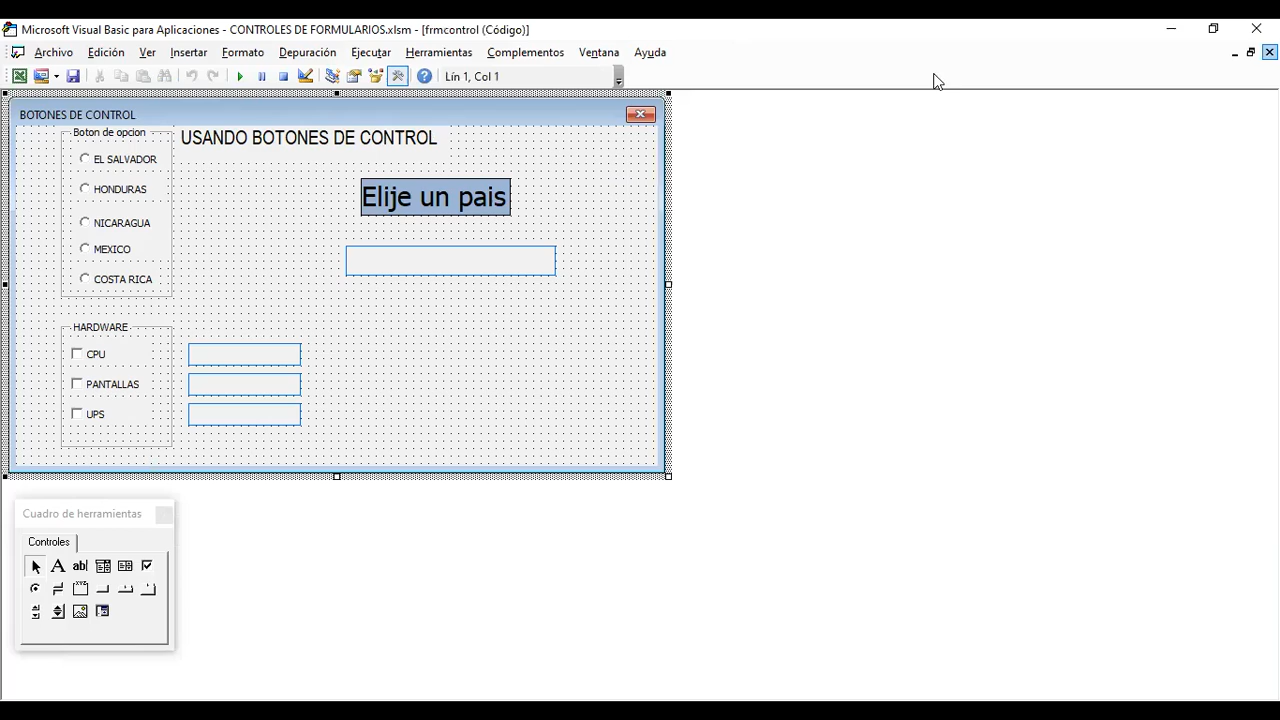 Microsoft Visual Basic para Aplicaciones - CONTROLES DE FORMULARIOS.xlsm - [frmcontrol (Código)]
Archivo Edición Ver Insertar Formato Depuración Ejecutar Herramientas Complementos Ventana Ayuda
Lín 1, Col 1
BOTONES DE CONTROL
Boton de opcion
USANDO BOTONES DE CONTROL
EL SALVADOR
HONDURAS
NICARAGUA
MEXICO
COSTA RICA
Elije un pais
HARDWARE
CPU
PANTALLAS
UPS
Cuadro de herramientas
Controles
A ab|